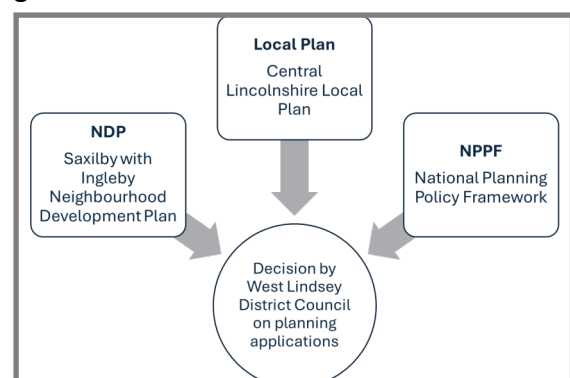 Local Plan
Central
Lincolnshire Local
Plan
NDP
Saxilby with
Ingleby
Neighbourhood
Development Plan
NPPF
National Planning
Policy Framework
Decision by
West Lindsey
District Council
on planning
applications